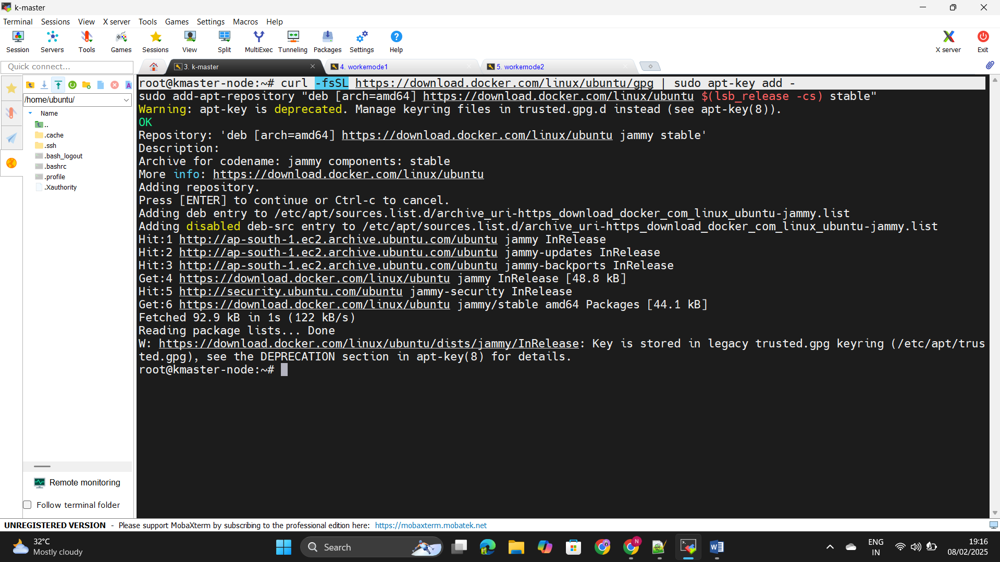 k-master
Terminal Sessions View X server Tools Games Settings Macros Help
Session Servers Tools Games Sessions View Split MultiExec Tunneling Packages Settings Help X server Exit
Quick connect...
3. k-master
4. workernode1
5. workernode2
/home/ubuntu/
Name
..
.cache
.ssh
.bash_logout
.bashrc
.profile
.Xauthority
Remote monitoring
Follow terminal folder
root@kmaster-node:~# curl -fsSL https://download.docker.com/linux/ubuntu/gpg | sudo apt-key add -
sudo add-apt-repository "deb [arch=amd64] https://download.docker.com/linux/ubuntu $(lsb_release -cs) stable"
Warning: apt-key is deprecated. Manage keyring files in trusted.gpg.d instead (see apt-key(8)).
OK
Repository: 'deb [arch=amd64] https://download.docker.com/linux/ubuntu jammy stable'
Description:
Archive for codename: jammy components: stable
More info: https://download.docker.com/linux/ubuntu
Adding repository.
Press [ENTER] to continue or Ctrl-c to cancel.
Adding deb entry to /etc/apt/sources.list.d/archive_uri-https_download_docker_com_linux_ubuntu-jammy.list
Adding disabled deb-src entry to /etc/apt/sources.list.d/archive_uri-https_download_docker_com_linux_ubuntu-jammy.list
Hit:1 http://ap-south-1.ec2.archive.ubuntu.com/ubuntu jammy InRelease
Hit:2 http://ap-south-1.ec2.archive.ubuntu.com/ubuntu jammy-updates InRelease
Hit:3 http://ap-south-1.ec2.archive.ubuntu.com/ubuntu jammy-backports InRelease
Get:4 https://download.docker.com/linux/ubuntu jammy InRelease [48.8 kB]
Hit:5 http://security.ubuntu.com/ubuntu jammy-security InRelease
Get:6 https://download.docker.com/linux/ubuntu jammy/stable amd64 Packages [44.1 kB]
Fetched 92.9 kB in 1s (122 kB/s)
Reading package lists... Done
W: https://download.docker.com/linux/ubuntu/dists/jammy/InRelease: Key is stored in legacy trusted.gpg keyring (/etc/apt/trus
ted.gpg), see the DEPRECATION section in apt-key(8) for details.
root@kmaster-node:~#
UNREGISTERED VERSION - Please support MobaXterm by subscribing to the professional edition here: https://mobaxterm.mobatek.net
32°C
Mostly cloudy
Search
ENG
IN
19:16
08/02/2025